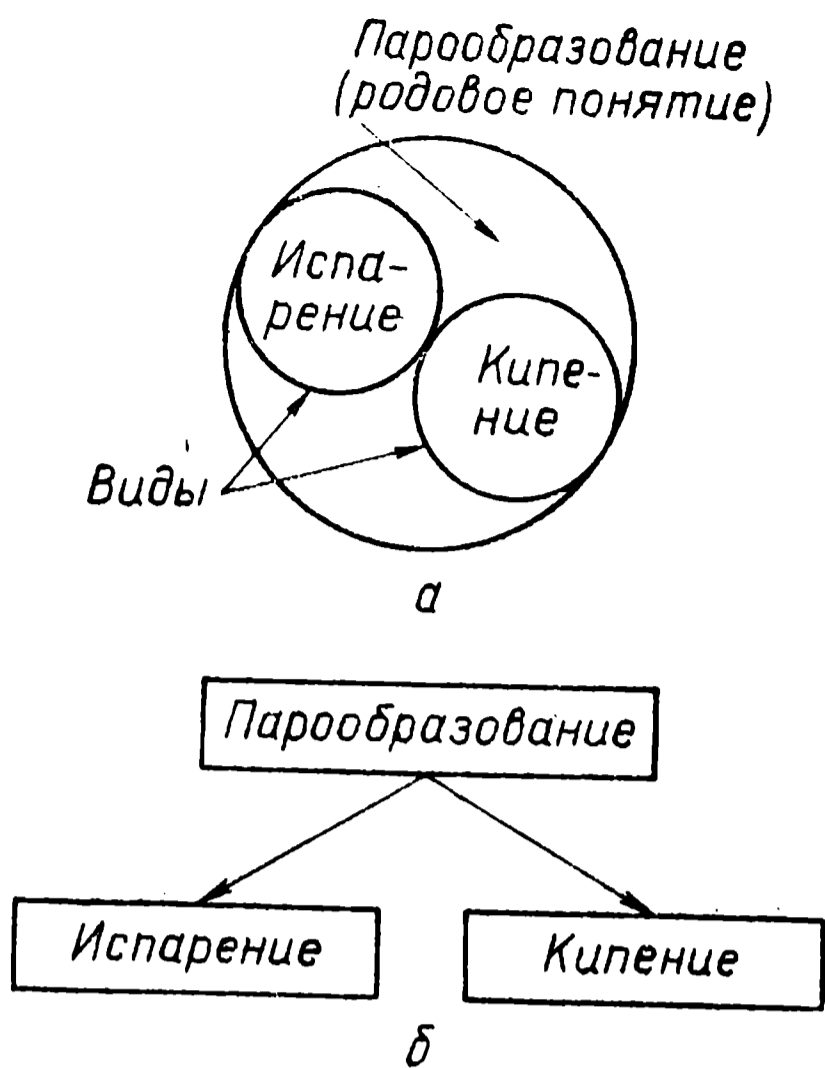 Парообразование
(родовое понятие)
Испа-
рение
Кипе-
ние
Виды
а
Парообразование
Испарение
Кипение
б